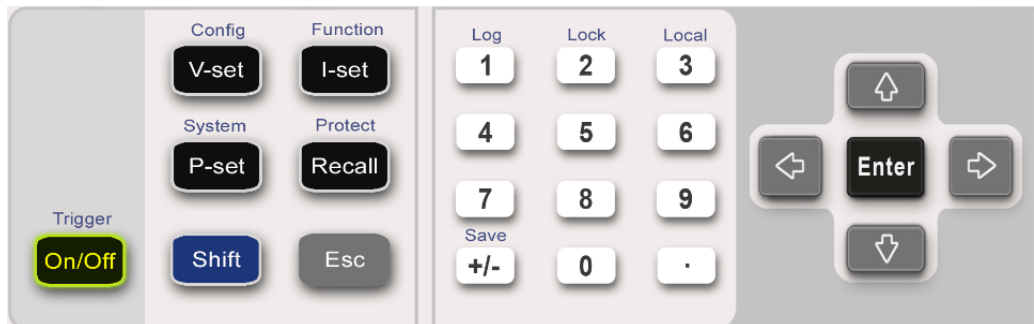 Config Function
V-set I-set
System Protect
P-set Recall
Trigger
On/Off Shift Esc
Log Lock Local
1 2 3
4 5 6
7 8 9
Save
+/- 0 .
Enter